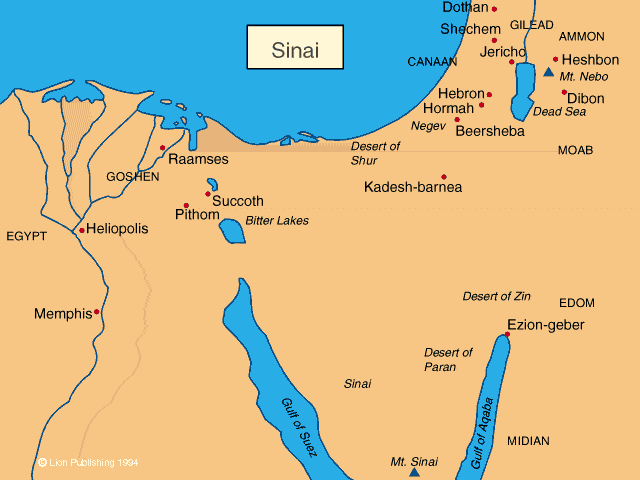 Dothan
GILEAD
Shechem
AMMON
Sinai
Jericho
CANAAN
Heshbon
Mt. Nebo
Hebron
Dibon
Hormah
Dead Sea
Negev
Beersheba
Desert of
Shur
MOAB
Raamses
GOSHEN
Kadesh-barnea
Succoth
Pithom
Bitter Lakes
Heliopolis
EGYPT
Desert of Zin
EDOM
Memphis
Ezion-geber
Desert of
Paran
Sinai
Gulf of Suez
Gulf of Aqaba
MIDIAN
Mt. Sinai
© Lion Publishing 1994